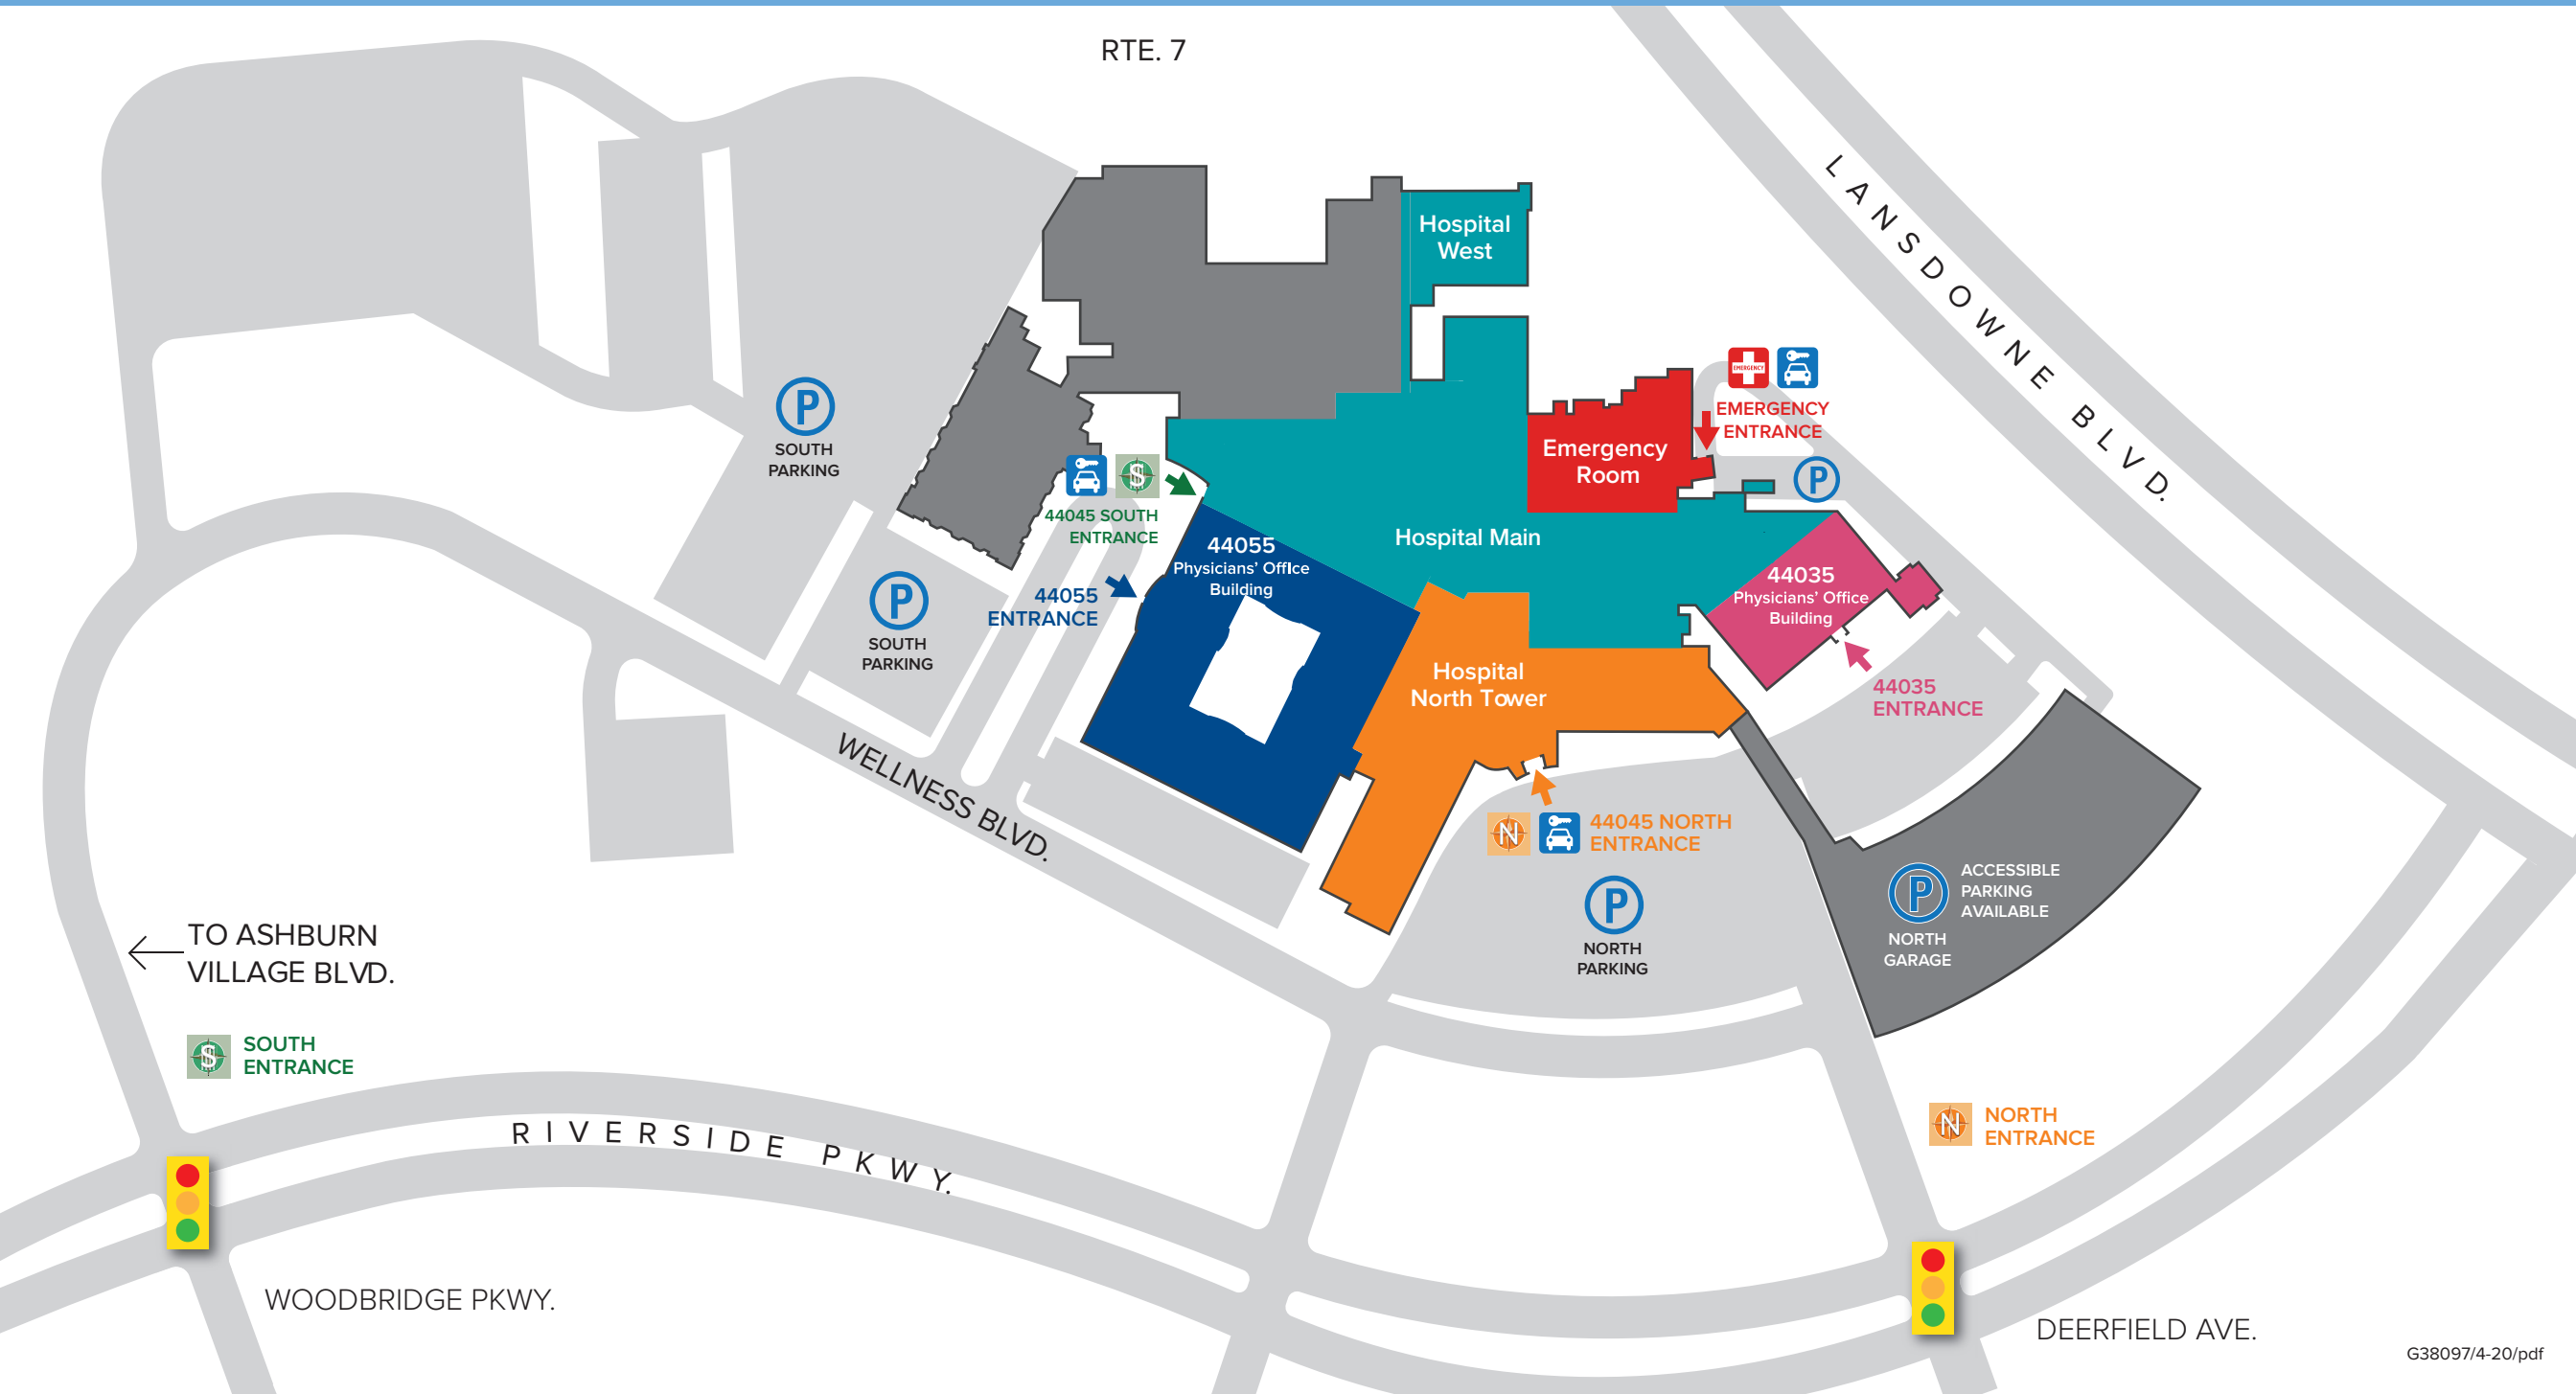 RTE. 7
LANSDOWNE BLVD.
Hospital
West
EMERGENCY
EMERGENCY
ENTRANCE
Emergency
Room
P
P
SOUTH
PARKING
S
44045 SOUTH
ENTRANCE
Hospital Main
44055
Physicians' Office
Building
44055
ENTRANCE
44035
Physicians' Office
Building
44035
ENTRANCE
P
SOUTH
PARKING
Hospital
North Tower
WELLNESS BLVD.
N
44045 NORTH
ENTRANCE
P
NORTH
PARKING
P
ACCESSIBLE
PARKING
AVAILABLE
NORTH
GARAGE
TO ASHBURN
VILLAGE BLVD.
S
SOUTH
ENTRANCE
N
NORTH
ENTRANCE
RIVERSIDE PKWY.
WOODBRIDGE PKWY.
DEERFIELD AVE.
G38097/4-20/pdf